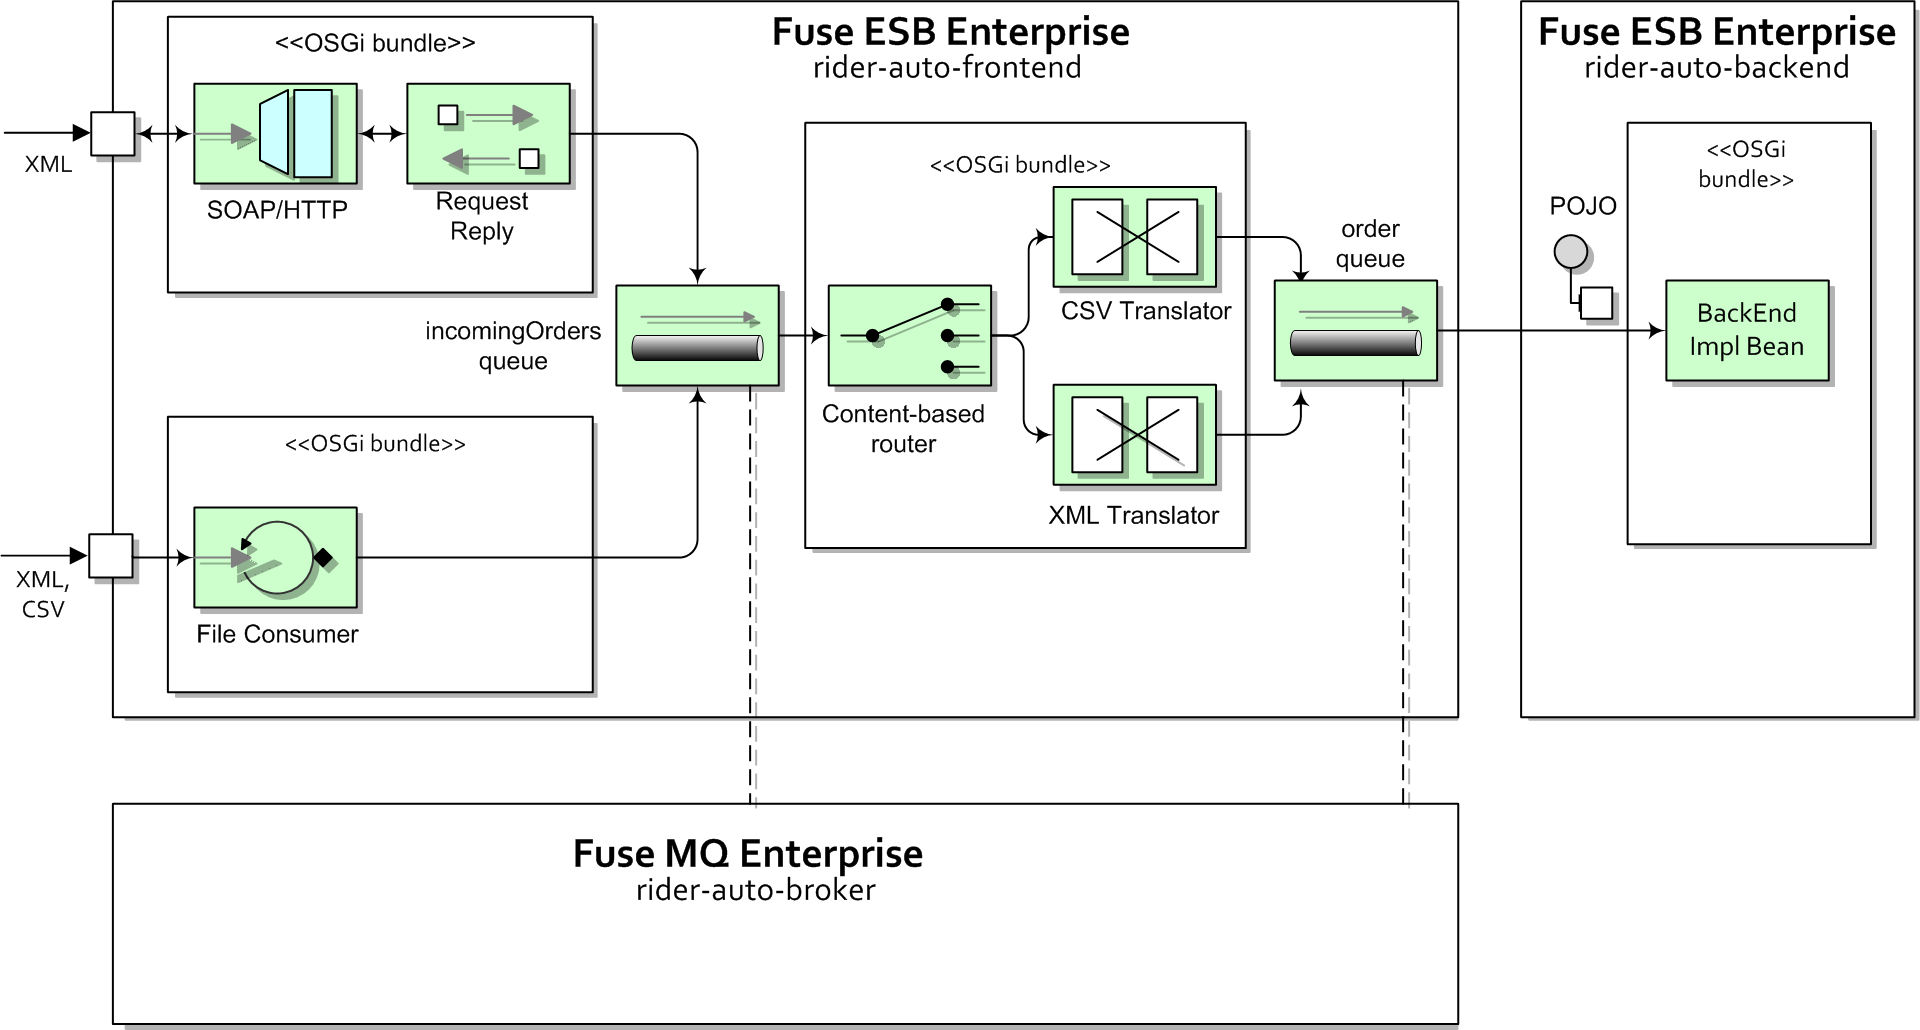 Fuse ESB Enterprise
rider-auto-frontend
<<OSGi bundle>>
XML
SOAP/HTTP
Request
Reply
<<OSGi bundle>>
XML,
CSV
File Consumer
incomingOrders
queue
<<OSGi bundle>>
Content-based
router
CSV Translator
XML Translator
order
queue
Fuse ESB Enterprise
rider-auto-backend
<<OSGi
bundle>>
POJO
BackEnd
Impl Bean
Fuse MQ Enterprise
rider-auto-broker